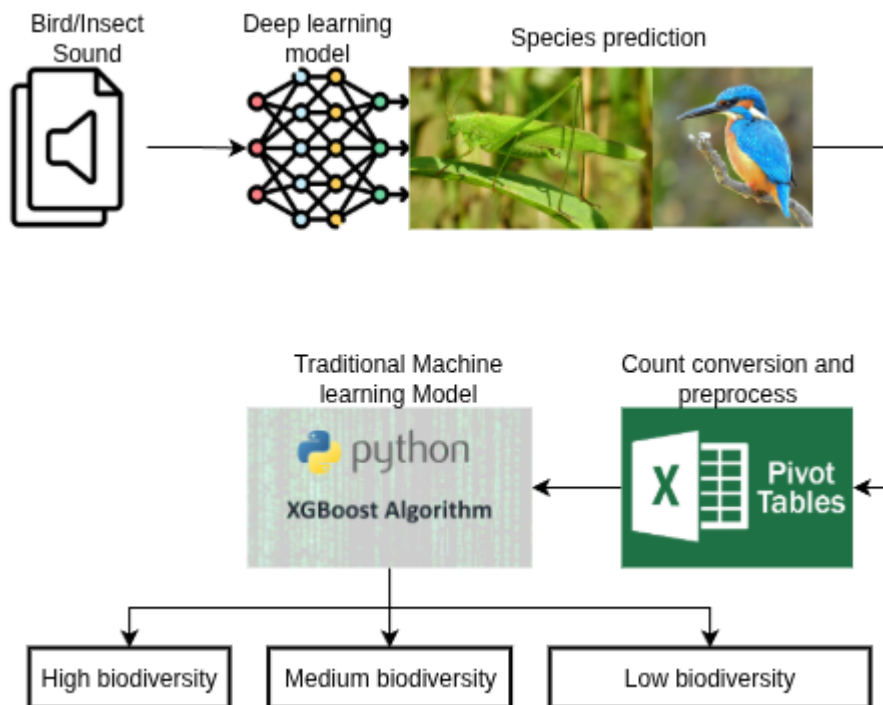 Bird/Insect
Sound
Deep learning
model
Species prediction
Traditional Machine
learning Model
Count conversion and
preprocess
python
XGBoost Algorithm
X
Pivot
Tables
High biodiversity
Medium biodiversity
Low biodiversity